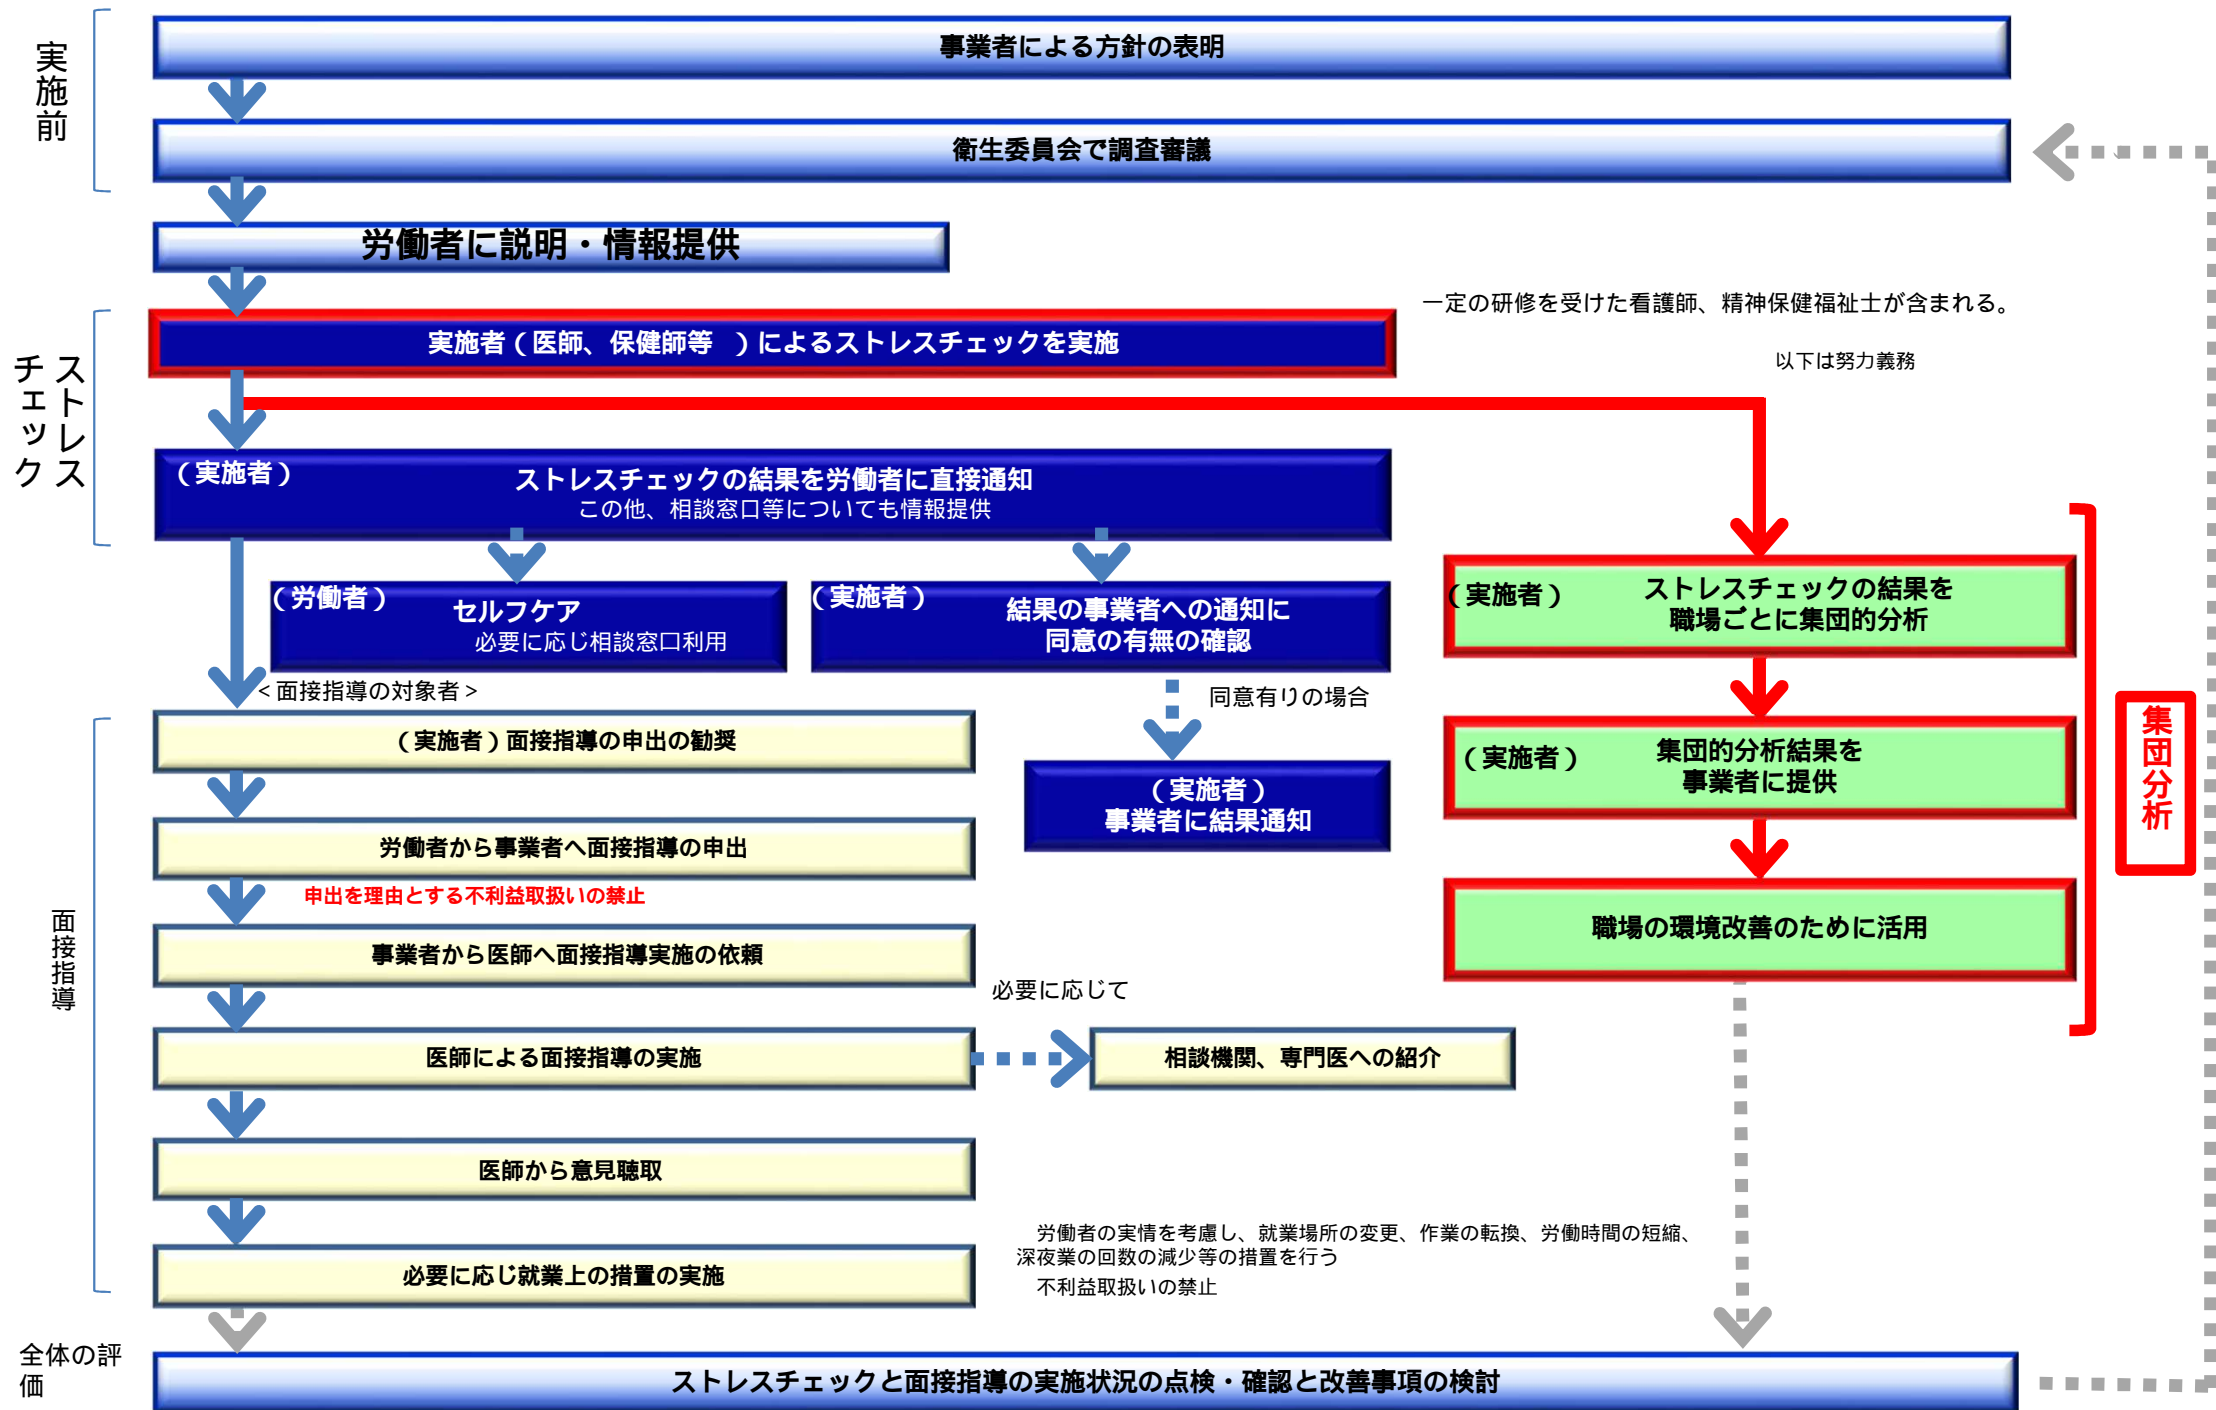 実施前
事業者による方針の表明
衛生委員会で調査審議
労働者に説明・情報提供
ストレス
チェック
実施者（医師、保健師等　）によるストレスチェックを実施
一定の研修を受けた看護師、精神保健福祉士が含まれる。
以下は努力義務
（実施者）
ストレスチェックの結果を労働者に直接通知
この他、相談窓口等についても情報提供
（労働者）
セルフケア
必要に応じ相談窓口利用
（実施者）
結果の事業者への通知に
同意の有無の確認
（実施者）
ストレスチェックの結果を
職場ごとに集団的分析
＜面接指導の対象者＞
同意有りの場合
（実施者）面接指導の申出の勧奨
（実施者）
事業者に結果通知
（実施者）
集団的分析結果を
事業者に提供
集団分析
労働者から事業者へ面接指導の申出
申出を理由とする不利益取扱いの禁止
面接指導
事業者から医師へ面接指導実施の依頼
職場の環境改善のために活用
必要に応じて
医師による面接指導の実施
相談機関、専門医への紹介
医師から意見聴取
必要に応じ就業上の措置の実施
労働者の実情を考慮し、就業場所の変更、作業の転換、労働時間の短縮、
深夜業の回数の減少等の措置を行う
不利益取扱いの禁止
全体の評
価
ストレスチェックと面接指導の実施状況の点検・確認と改善事項の検討